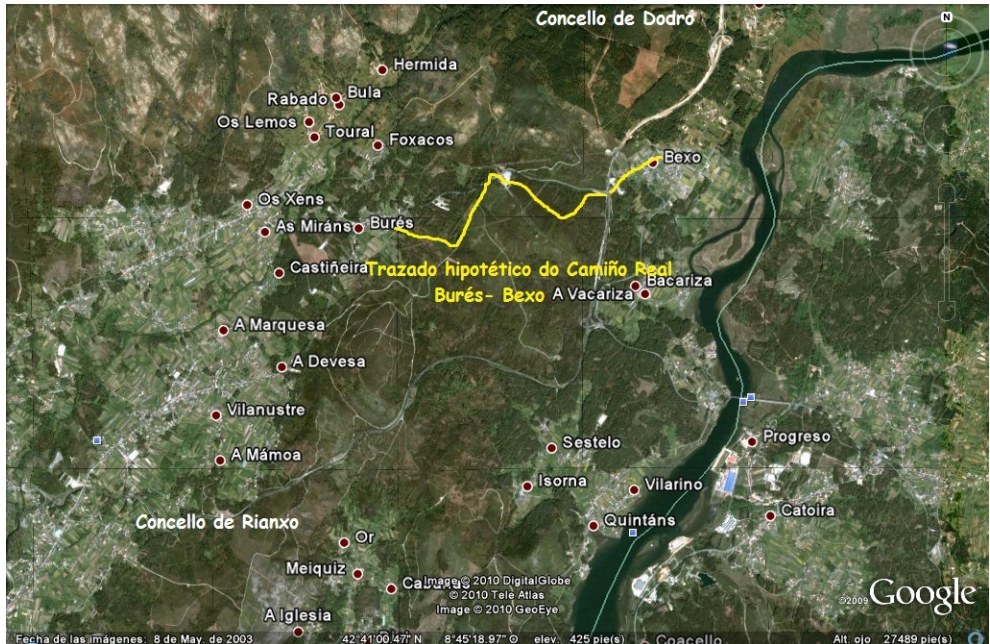 Concello de Dodro
N
Hermida
Bula
Rabado
Os Lemos
Toural
Foxacos
Bexo
Os Xens
As Miráns
Burés
Castiñeira
Trazado hipotético do Camiño Real
Burés- Bexo
Bacariza
A Vacariza
A Marquesa
A Devesa
Vilanustre
A Mámoa
Sestelo
Progreso
Isorna
Vilarino
Catoira
Quintáns
Concello de Rianxo
Or
Meiquiz
Image © 2010 DigitalGlobe
© 2010 Tele Atlas
Image © 2010 GeoEye
©2009 Google
A Iglesia
Coacello
Fecha de las imágenes: 8 de May. de 2003 42°41'00.47" N 8°45'18.97" O elev. 425 pie(s) Alt. ojo 27489 pie(s)